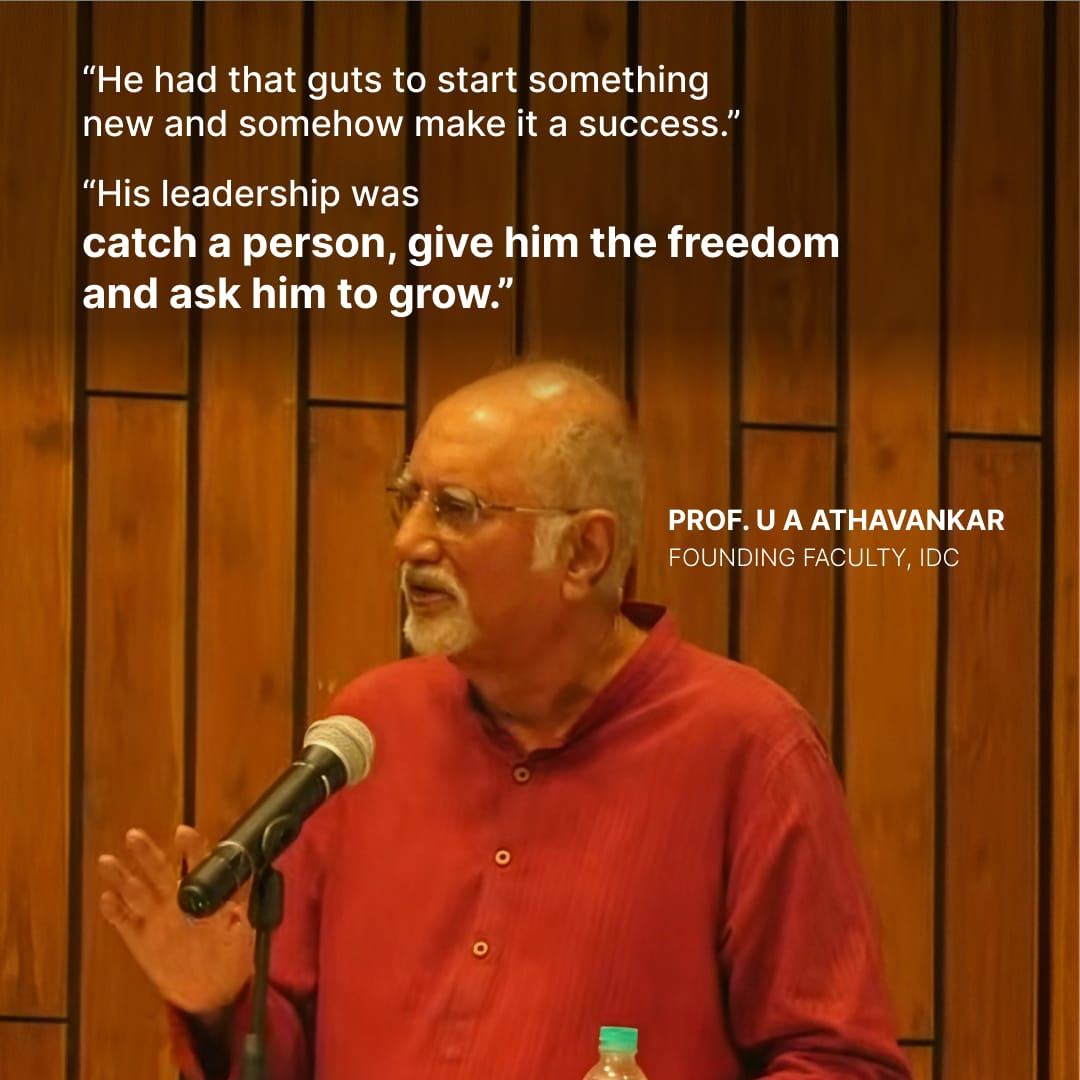 “He had that guts to start something
new and somehow make it a success.”
“His leadership was
catch a person, give him the freedom
and ask him to grow.”
PROF. U A ATHAVANKAR
FOUNDING FACULTY, IDC